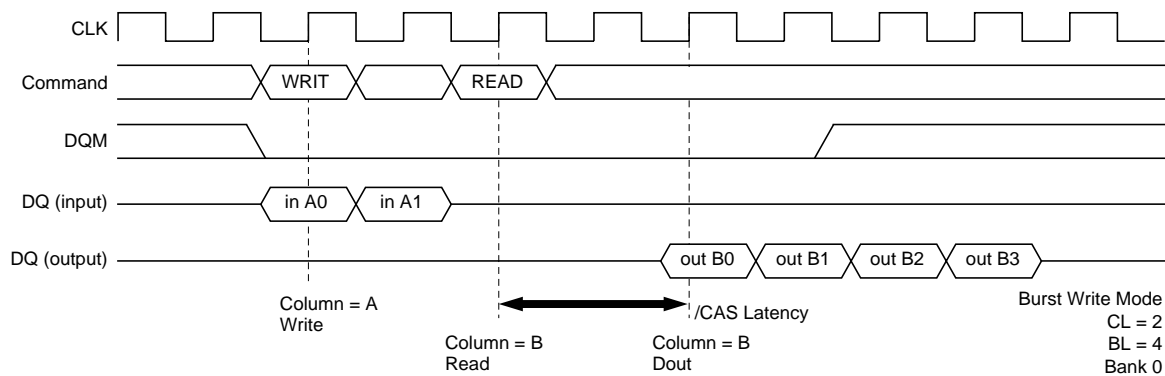 CLK
Command
WRIT
READ
DQM
DQ (input)
in A0
in A1
DQ (output)
out B0
out B1
out B2
out B3
Column = A
Write
/CAS Latency
Column = B
Read
Column = B
Dout
Burst Write Mode
CL = 2
BL = 4
Bank 0